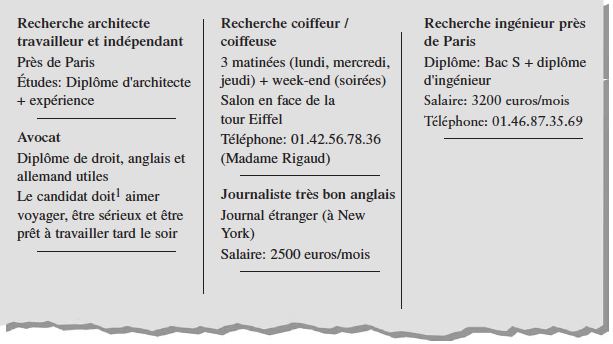 Recherche architecte
travailleur et indépendant
Près de Paris
Études: Diplôme d'architecte
+ expérience
Avocat
Diplôme de droit, anglais et
allemand utiles
Le candidat doit¹ aimer
voyager, être sérieux et être
prêt à travailler tard le soir
Recherche coiffeur /
coiffeuse
3 matinées (lundi, mercredi,
jeudi) + week-end (soirées)
Salon en face de la
tour Eiffel
Téléphone: 01.42.56.78.36
(Madame Rigaud)
Journaliste très bon anglais
Journal étranger (à New
York)
Salaire: 2500 euros/mois
Recherche ingénieur près
de Paris
Diplôme: Bac S + diplôme
d'ingénieur
Salaire: 3200 euros/mois
Téléphone: 01.46.87.35.69